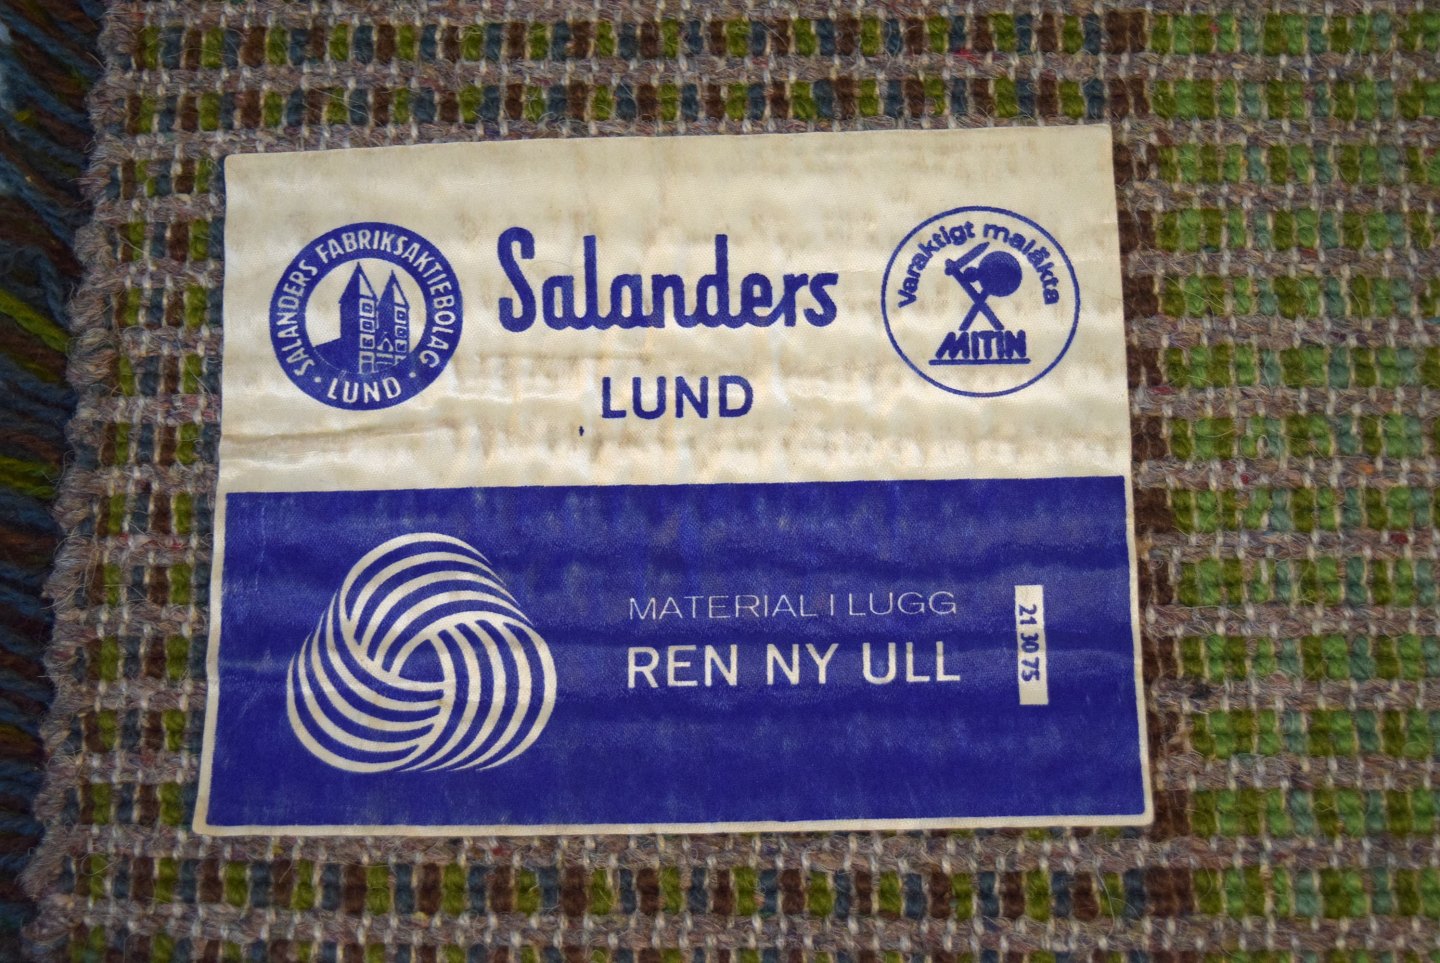 SALANDERS FABRIKSAKTIEBOLAG
· LUND ·
Salanders
LUND
Varaktigt maläkta
MITIN
MATERIAL I LUGG
REN NY ULL
21 30 75